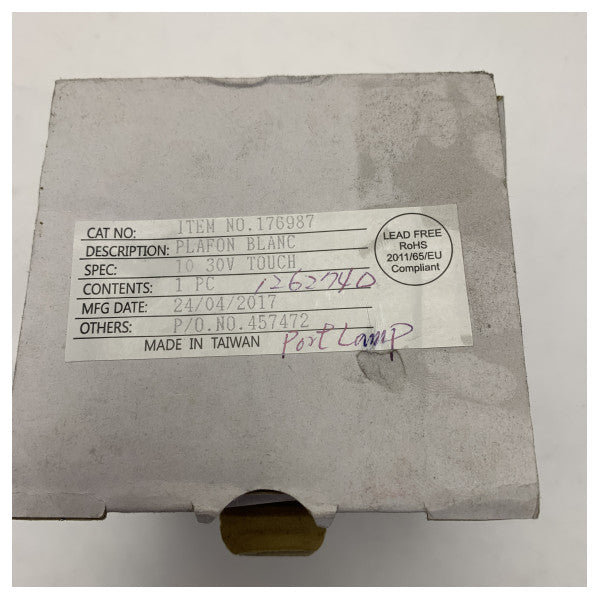 CAT NO: ITEM NO.176987
DESCRIPTION: PLAFON BLANC
SPEC: 10 30V TOUCH
CONTENTS: 1 PC
1262740
MFG DATE: 24/04/2017
OTHERS: P/O.NO.457472
MADE IN TAIWAN
Port Lamp
LEAD FREE
RoHS
2011/65/EU
Compliant